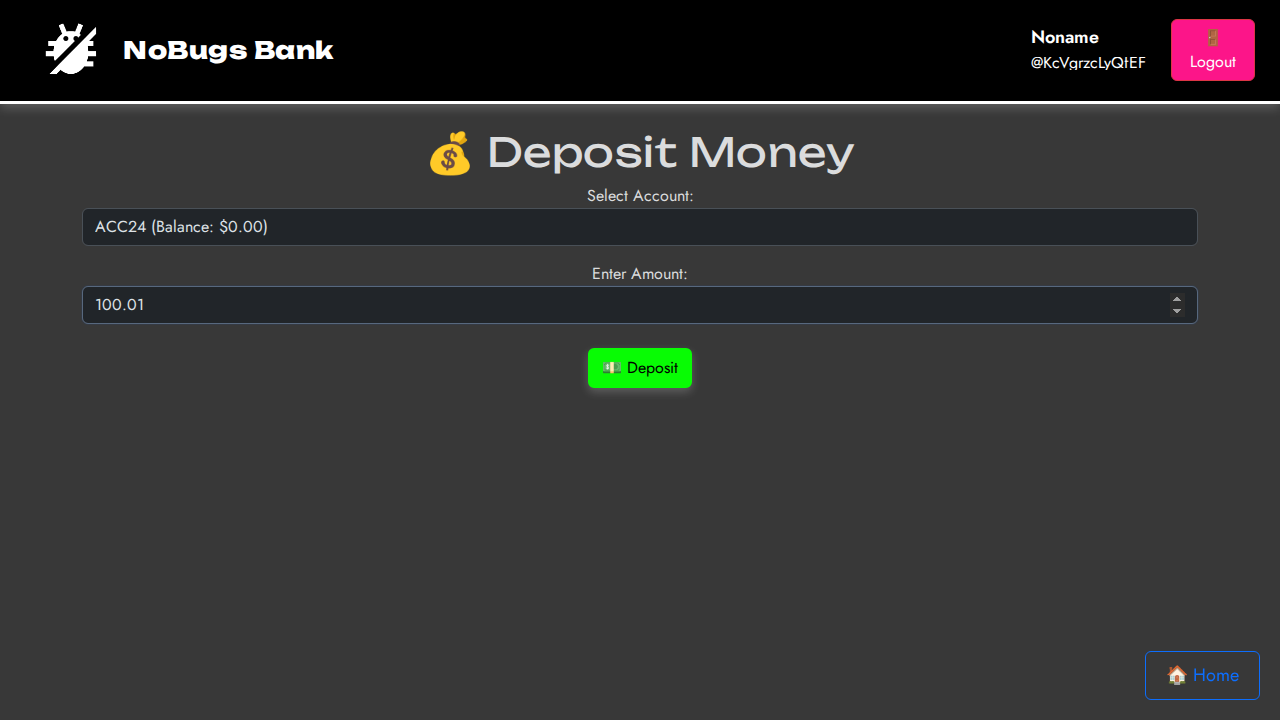 NoBugs Bank
Noname
@KcVgrzcLyQtEF
Logout
Deposit Money
Select Account:
ACC24 (Balance: $0.00)
Enter Amount:
100.01
Deposit
Home